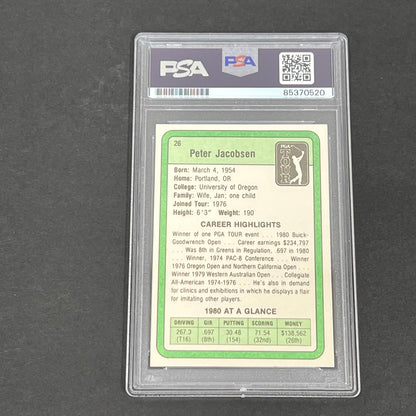 PSA
PSA
85370520
26
Peter Jacobsen
PGA
TOUR
Born: March 4, 1954
Home: Portland, OR
College: University of Oregon
Family: Wife, Jan; one child
Joined Tour: 1976
Height: 6'3" Weight: 190
CAREER HIGHLIGHTS
Winner of one PGA TOUR event . . . 1980 Buick-
Goodwrench Open . . . Career earnings $234,797
. . . Was 8th in Greens in Regulation, .697 in 1980
. . . Winner, 1974 PAC-8 Conference . . . Winner
1976 Oregon Open and Northern California Open . . .
Winner 1979 Western Australian Open . . . Collegiate
All-American 1974-1976 . . . He's also in demand
for clinics and exhibitions in which he displays a flair
for imitating other players.
1980 AT A GLANCE
DRIVING GIR PUTTING SCORING MONEY
267.3 .697 30.48 71.54 $138,562
(T16) (8th) (154) (32nd) (26th)